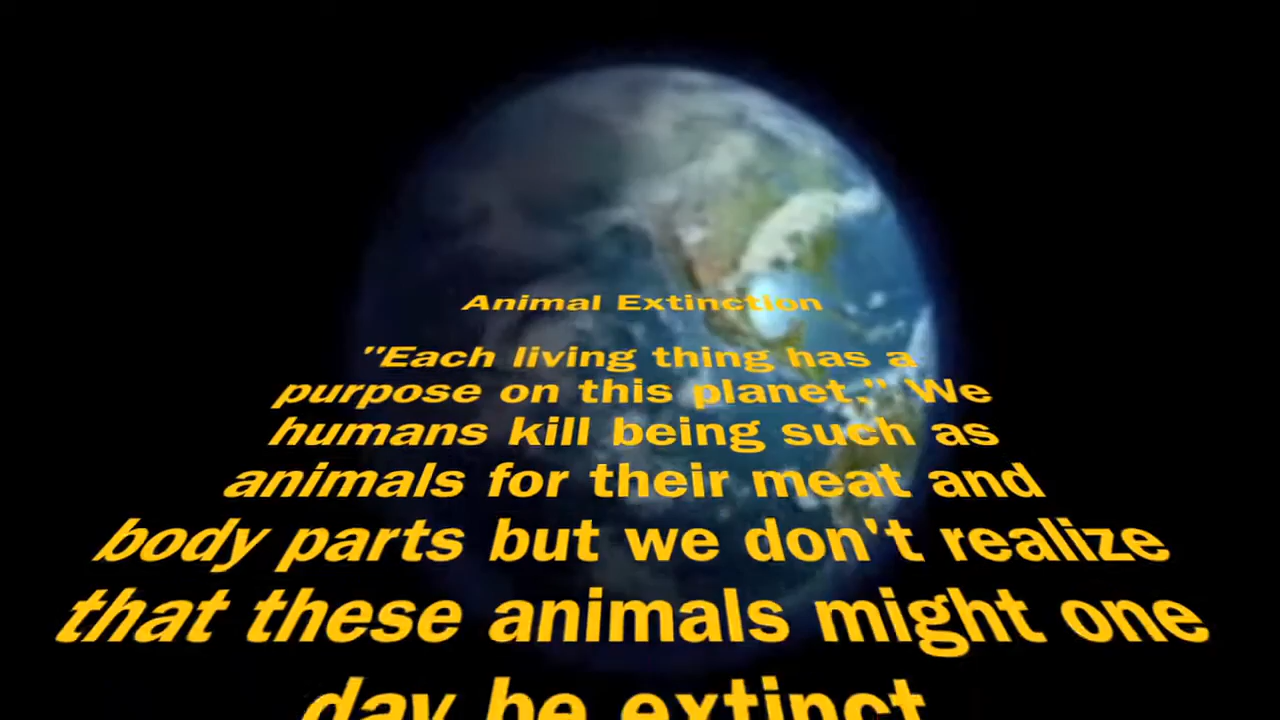 Animal Extinction
"Each living thing has a
purpose on this planet." We
humans kill being such as
animals for their meat and
body parts but we don't realize
that these animals might one
day be extinct